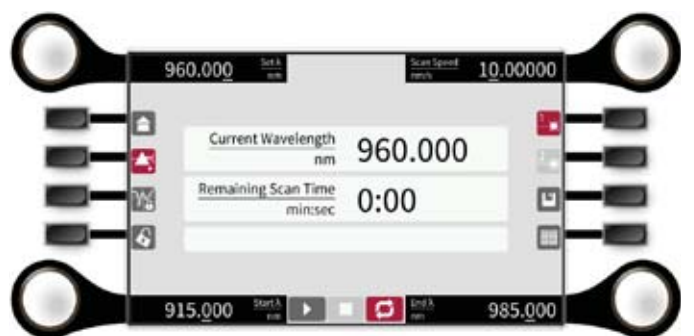 960.000 Set λ nm
Scan Speed nm/s 10.00000
Current Wavelength
nm
960.000
Remaining Scan Time
min:sec
0:00
915.000 Start λ nm
End λ nm 985.000